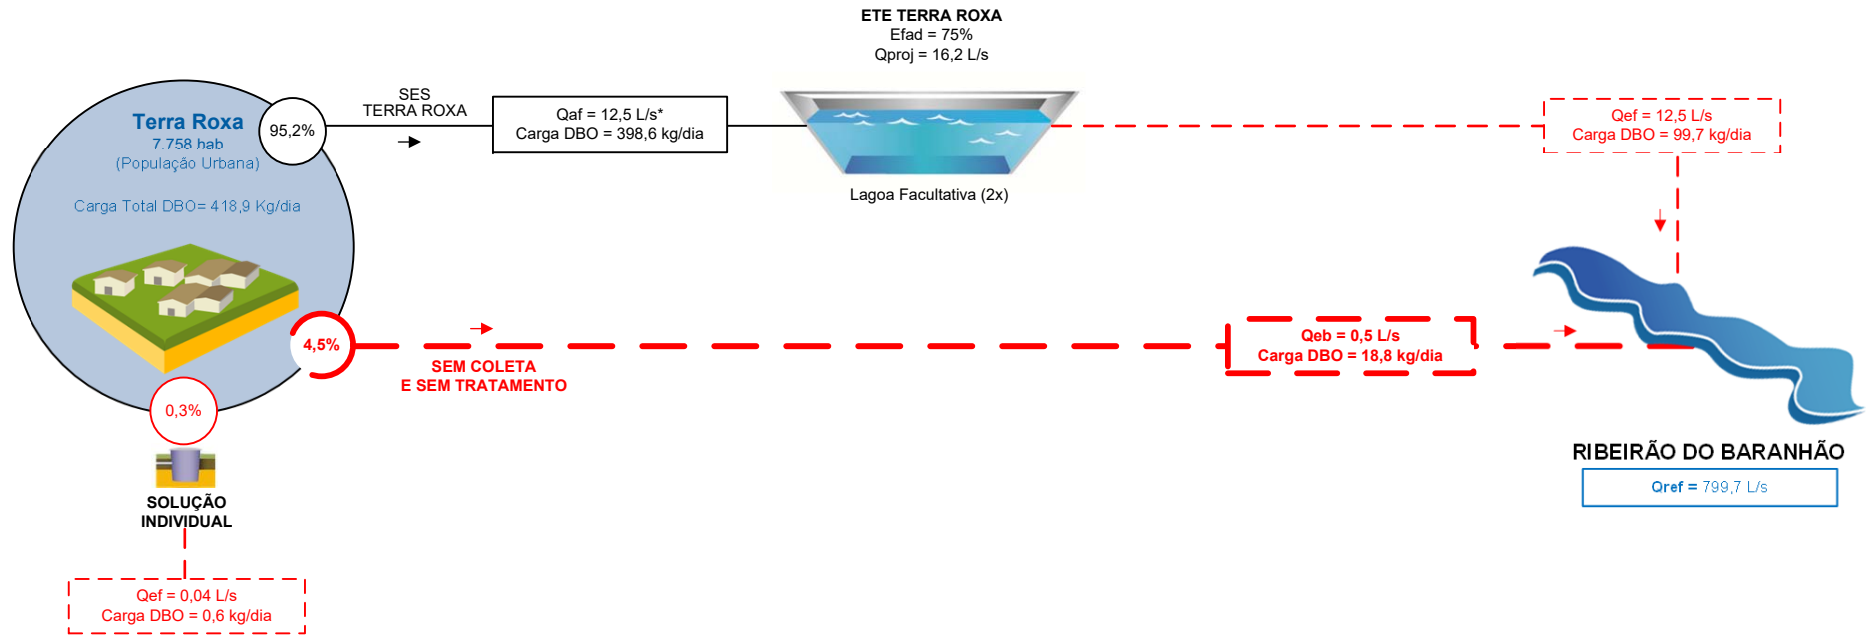 ETE TERRA ROXA
Efad = 75%
Qproj = 16,2 L/s
SES
TERRA ROXA
Qaf = 12,5 L/s*
Carga DBO = 398,6 kg/dia
Qef = 12,5 L/s
Carga DBO = 99,7 kg/dia
Terra Roxa
7.758 hab
(População Urbana)
95,2%
Lagoa Facultativa (2x)
Carga Total DBO= 418,9 Kg/dia
4,5%
SEM COLETA
E SEM TRATAMENTO
Qeb = 0,5 L/s
Carga DBO = 18,8 kg/dia
0,3%
SOLUÇÃO
INDIVIDUAL
RIBEIRÃO DO BARANHÃO
Qref = 799,7 L/s
Qef = 0,04 L/s
Carga DBO = 0,6 kg/dia